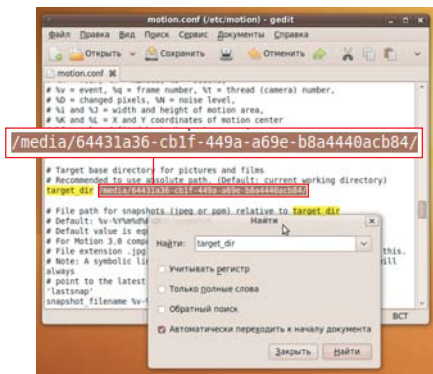 motion.conf (/etc/motion) - gedit
Файл Правка Вид Поиск Сервис Документы Справка
Открыть Сохранить Отменить
motion.conf
# %v = event, %q = frame number, %t = thread (camera) number,
# %D = changed pixels, %N = noise level,
# %i and %J = width and height of motion area,
# %K and %L = X and Y coordinates of motion center
/media/64431a36-cb1f-449a-a69e-b8a4440acb84/
# Target base directory for pictures and films
# Recommended to use absolute path. (Default: current working directory)
target_dir /media/64431a36-cb1f-449a-a69e-b8a4440acb84/
# File path for snapshots (jpeg or ppm) relative to target_dir
# Default: %v-%Y%m%d%
# Default value is equ
# For Motion 3.0 compa
# File extension .jpg this.
# Note: A symbolic lin will
always
# point to the latest
'lastsnap'
snapshot_filename %v-%
Найти
Найти: target_dir
Учитывать регистр
Только полные слова
Обратный поиск
Автоматически переходить к началу документа
Закрыть Найти
ВСТ